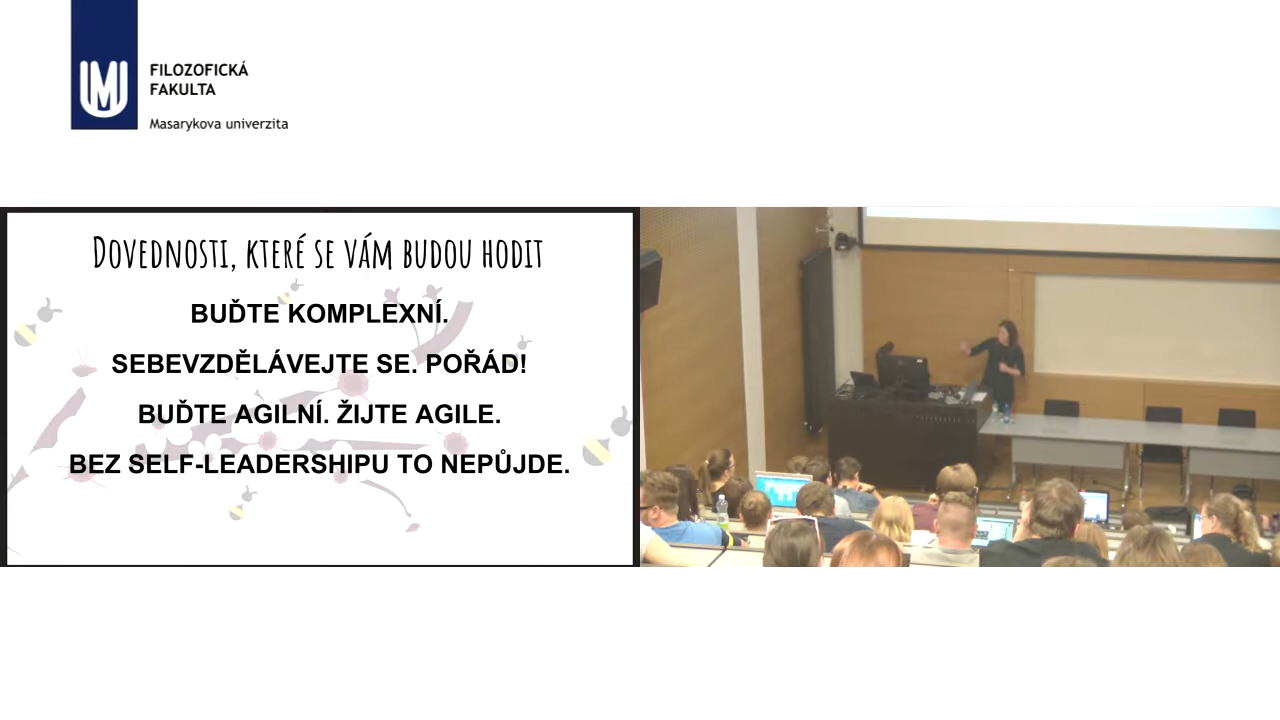 FILOZOFICKÁ
FAKULTA
Masarykova univerzita
DOVEDNOSTI, KTERÉ SE VÁM BUDOU HODIT
BUĎTE KOMPLEXNÍ.
SEBEVZDĚLÁVEJTE SE. POŘÁD!
BUĎTE AGILNÍ. ŽIJTE AGILE.
BEZ SELF-LEADERSHIPU TO NEPŮJDE.